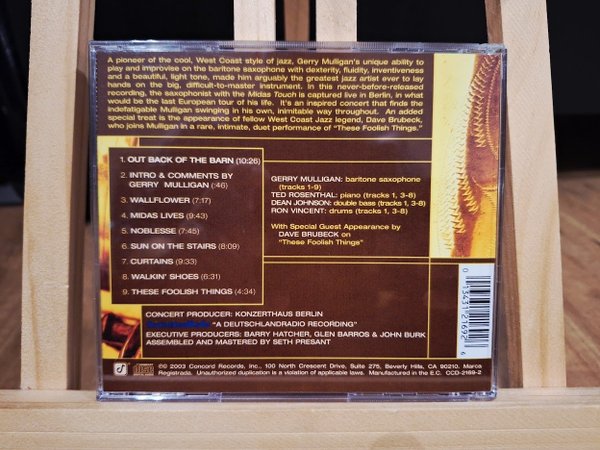 A pioneer of the cool, West Coast style of jazz, Gerry Mulligan's unique ability to
play and improvise on the baritone saxophone with dexterity, fluidity, inventiveness
and a beautiful, light tone, made him arguably the greatest jazz artist ever to lay
hands on the big, difficult-to-master instrument. In this never-before-released
recording, the saxophonist with the Midas Touch is captured live in Berlin, in what
would be the last European tour of his life. It's an inspired concert that finds the
indefatigable Mulligan swinging in his own, inimitable way throughout. An added
special treat is the appearance of fellow West Coast Jazz legend, Dave Brubeck,
who joins Mulligan in a rare, intimate, duet performance of "These Foolish Things."
1. OUT BACK OF THE BARN (10:26)
2. INTRO & COMMENTS BY
GERRY MULLIGAN (:46)
3. WALLFLOWER (7:17)
4. MIDAS LIVES (9:43)
5. NOBLESSE (7:45)
6. SUN ON THE STAIRS (8:09)
7. CURTAINS (9:33)
8. WALKIN' SHOES (6:31)
9. THESE FOOLISH THINGS (4:34)
GERRY MULLIGAN: baritone saxophone
(tracks 1-9)
TED ROSENTHAL: piano (tracks 1, 3-8)
DEAN JOHNSON: double bass (tracks 1, 3-8)
RON VINCENT: drums (tracks 1, 3-8)
With Special Guest Appearance by
DAVE BRUBECK on
"These Foolish Things"
CONCERT PRODUCER: KONZERTHAUS BERLIN
"A DEUTSCHLANDRADIO RECORDING"
EXECUTIVE PRODUCERS: BARRY HATCHER, GLEN BARROS & JOHN BURK
ASSEMBLED AND MASTERED BY SETH PRESANT
0 13431 21692 6
©℗ 2003 Concord Records, Inc., 100 North Crescent Drive, Suite 275, Beverly Hills, CA 90210. Marca
Registrada. Unauthorized duplication is a violation of applicable laws. Manufactured in the E.C. CCD-2169-2